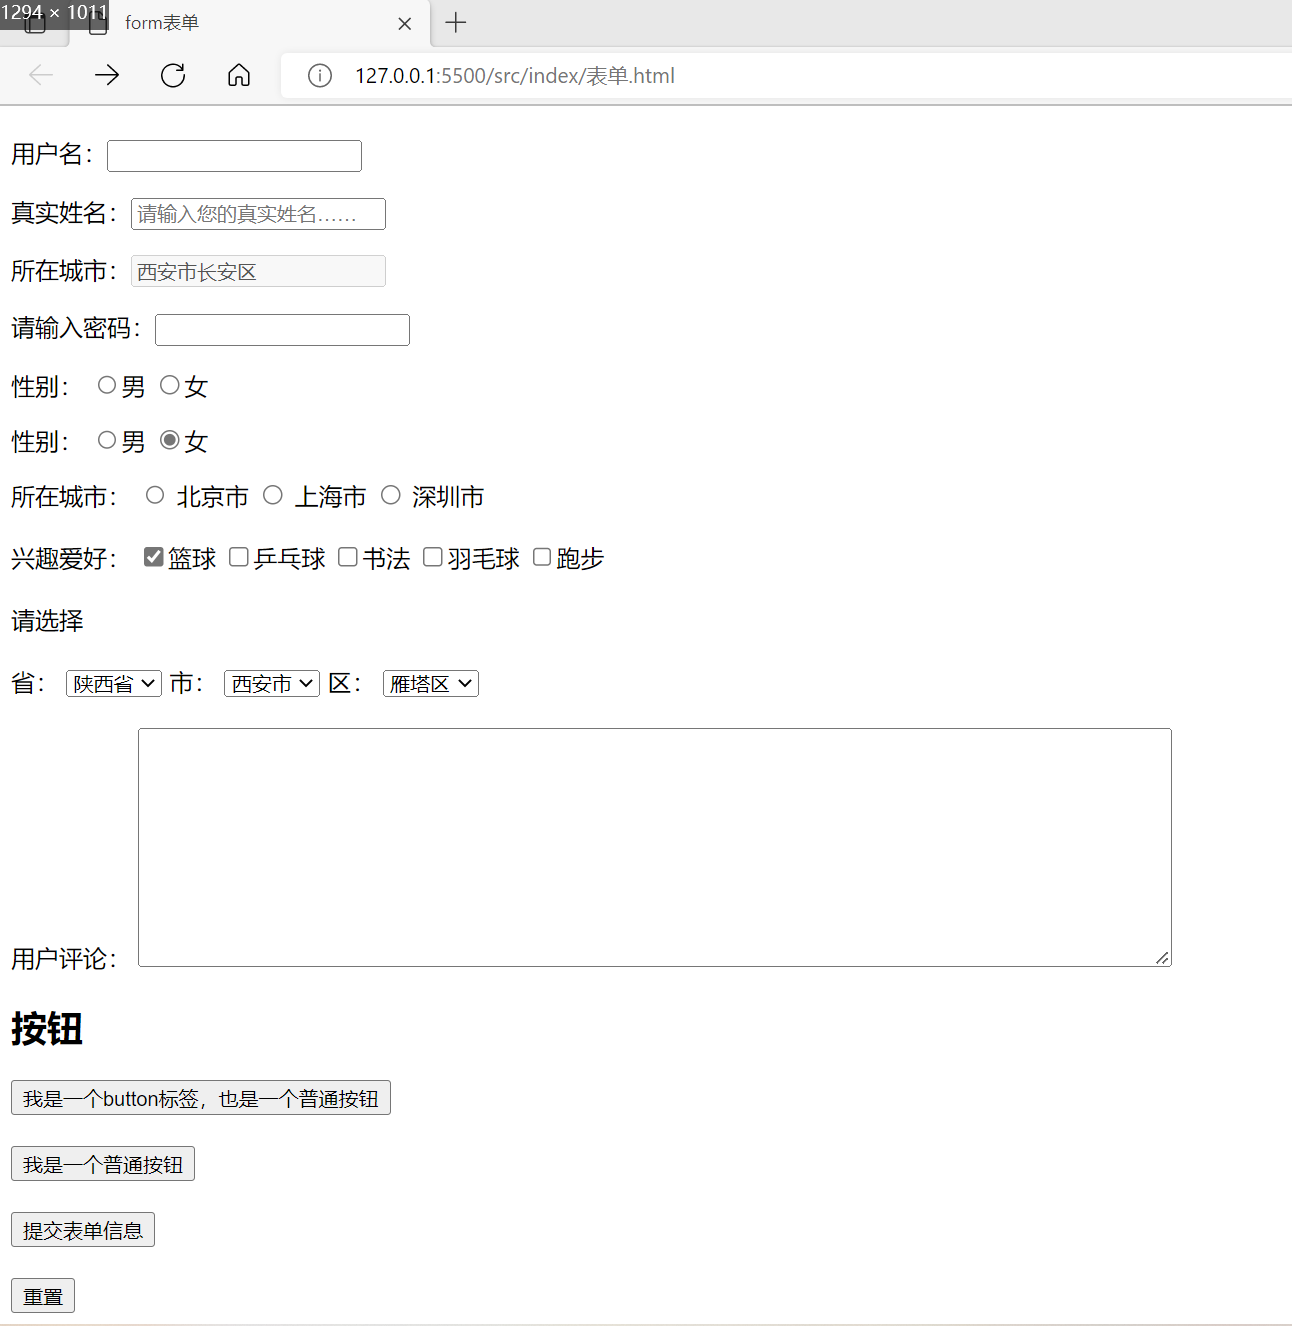 1294 × 1011
form表单
127.0.0.1:5500/src/index/表单.html
用户名：
真实姓名： 请输入您的真实姓名……
所在城市： 西安市长安区
请输入密码：
性别： 男 女
性别： 男 女
所在城市： 北京市 上海市 深圳市
兴趣爱好： 篮球 乒乓球 书法 羽毛球 跑步
请选择
省： 陕西省 市： 西安市 区： 雁塔区
用户评论：
按钮
我是一个button标签，也是一个普通按钮
我是一个普通按钮
提交表单信息
重置